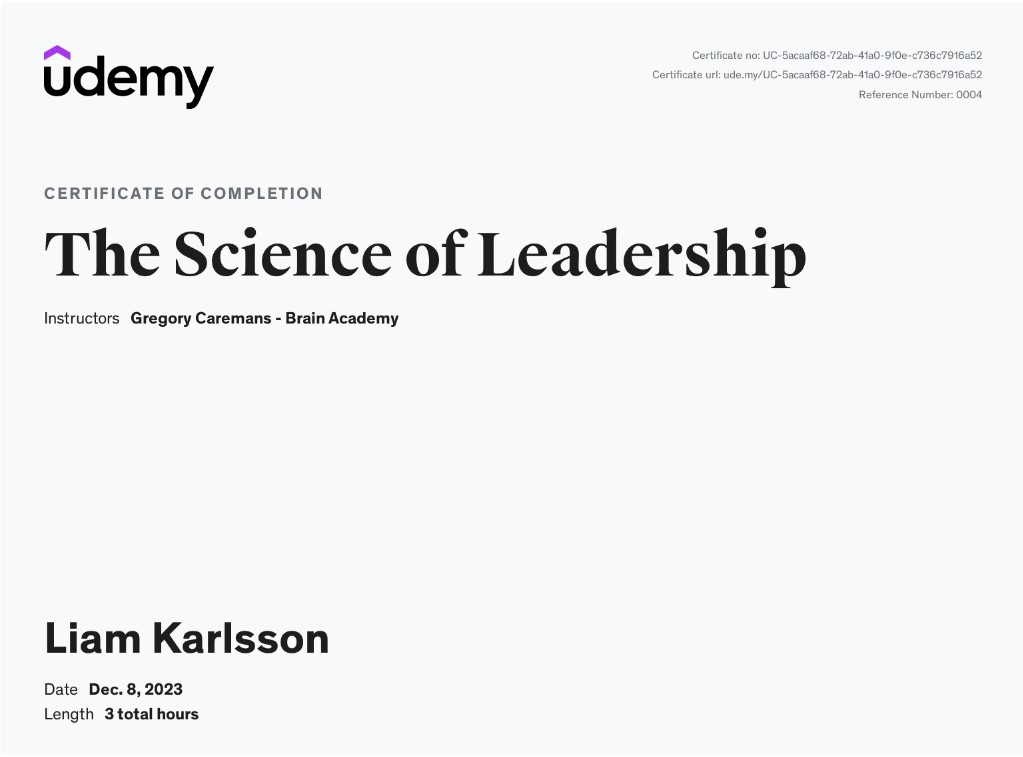 udemy
Certificate no: UC-5acaaf68-72ab-41a0-9f0e-c736c7916a52
Certificate url: ude.my/UC-5acaaf68-72ab-41a0-9f0e-c736c7916a52
Reference Number: 0004
CERTIFICATE OF COMPLETION
The Science of Leadership
Instructors Gregory Caremans - Brain Academy
Liam Karlsson
Date Dec. 8, 2023
Length 3 total hours